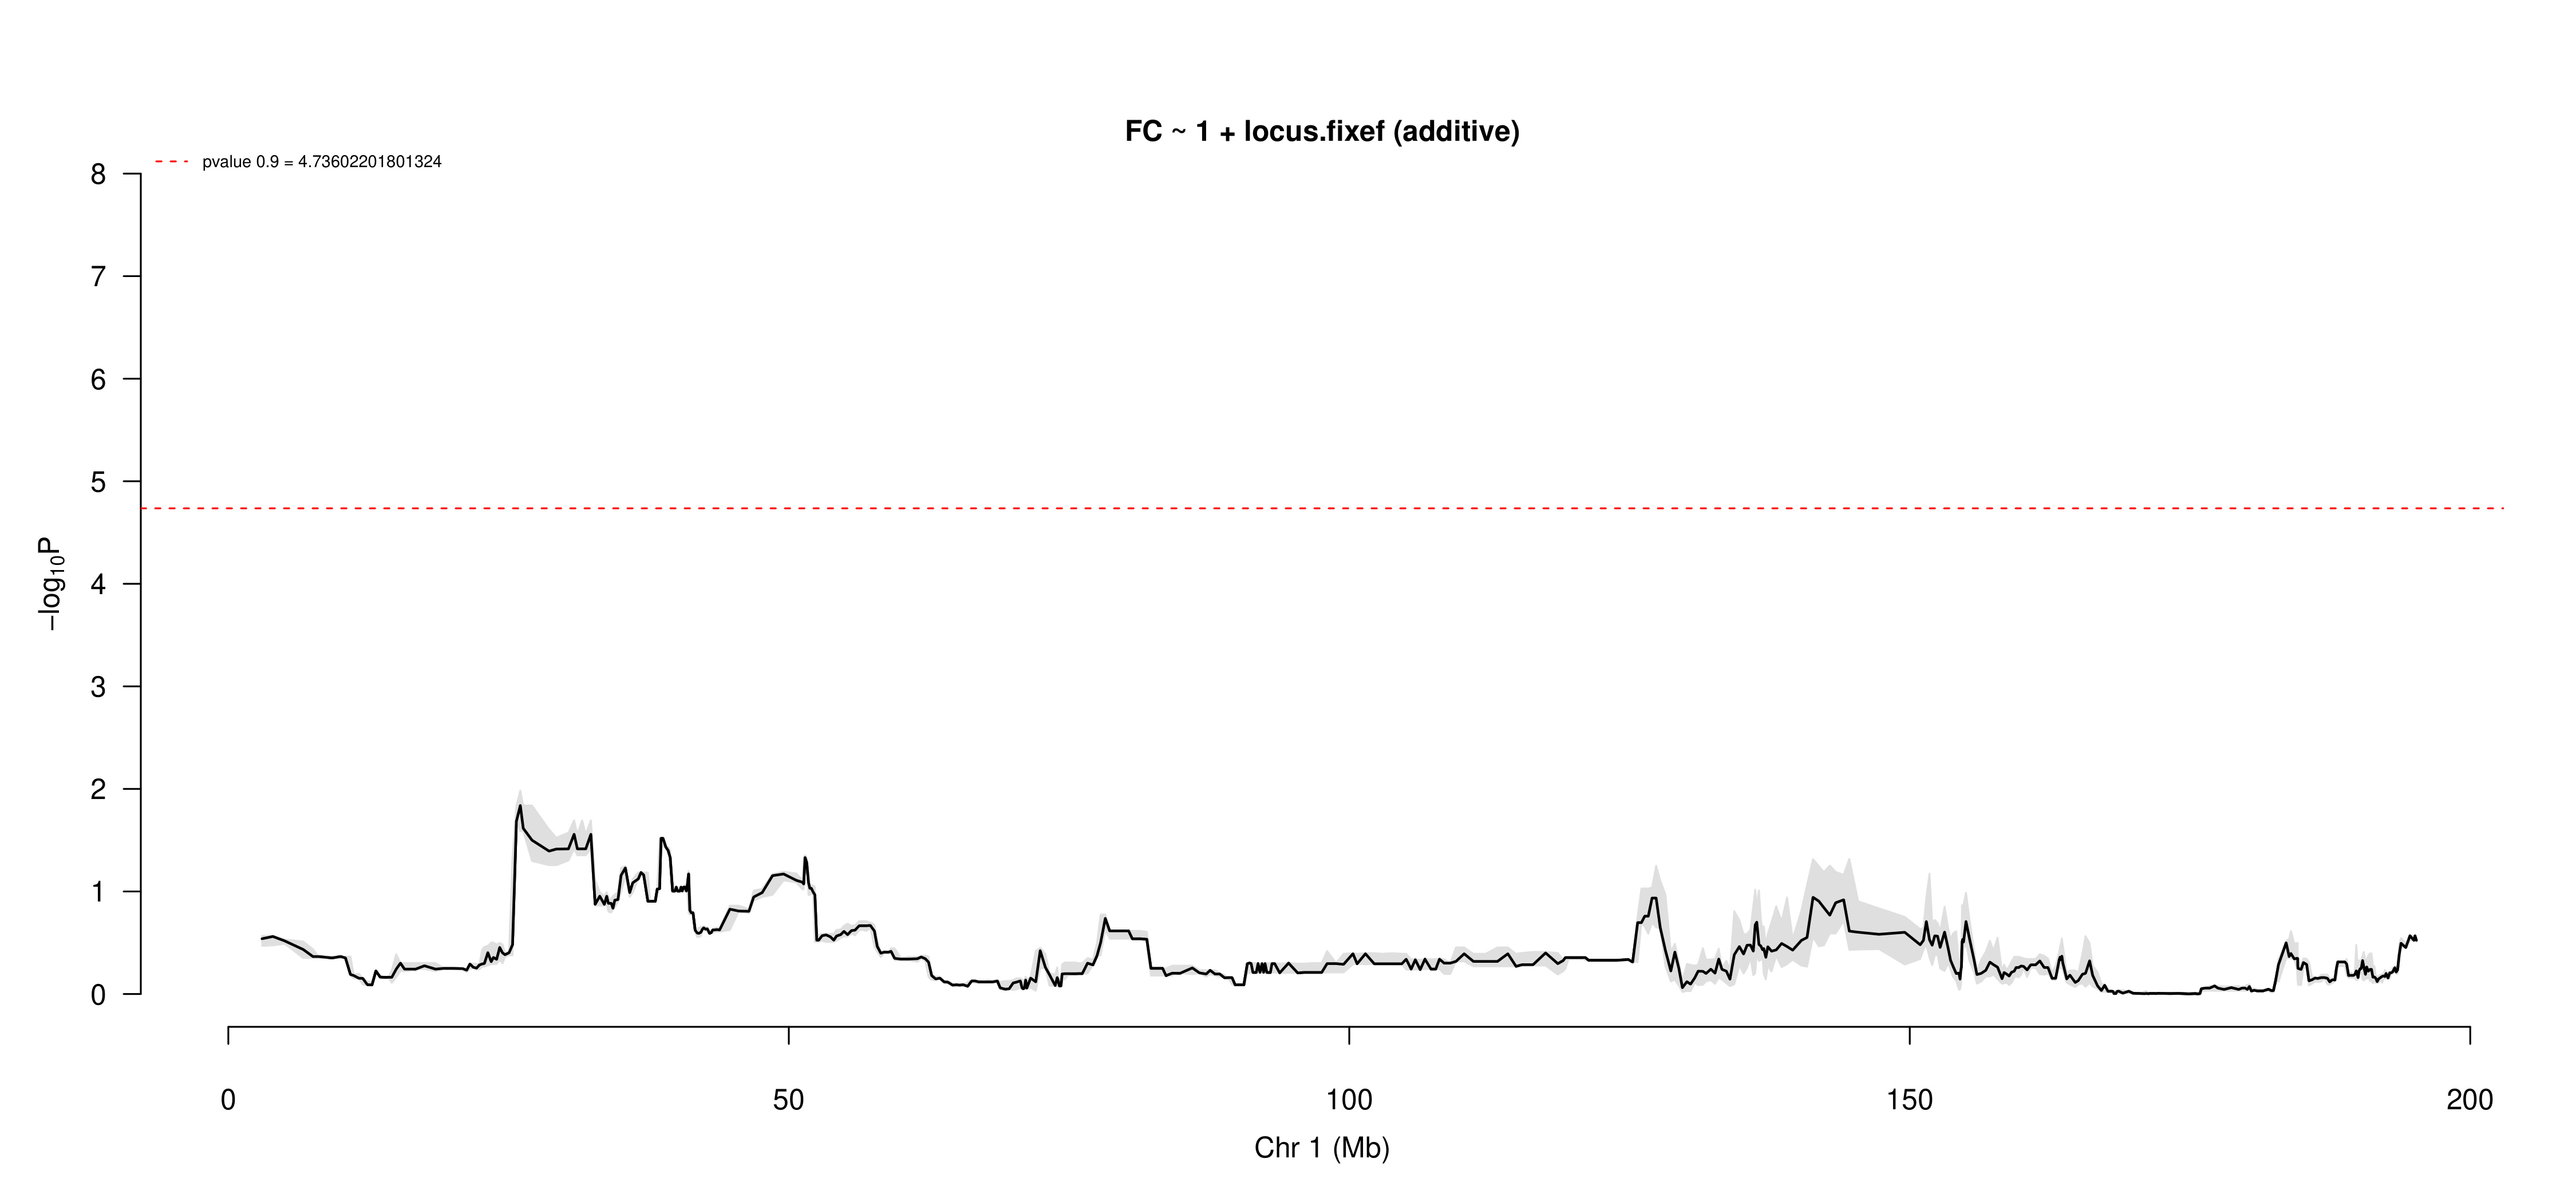 FC ~ 1 + locus.fixef (additive)
pvalue 0.9 = 4.73602201801324
8
7
6
5
4
3
2
1
0
−log₁₀P
0 50 100 150 200
Chr 1 (Mb)